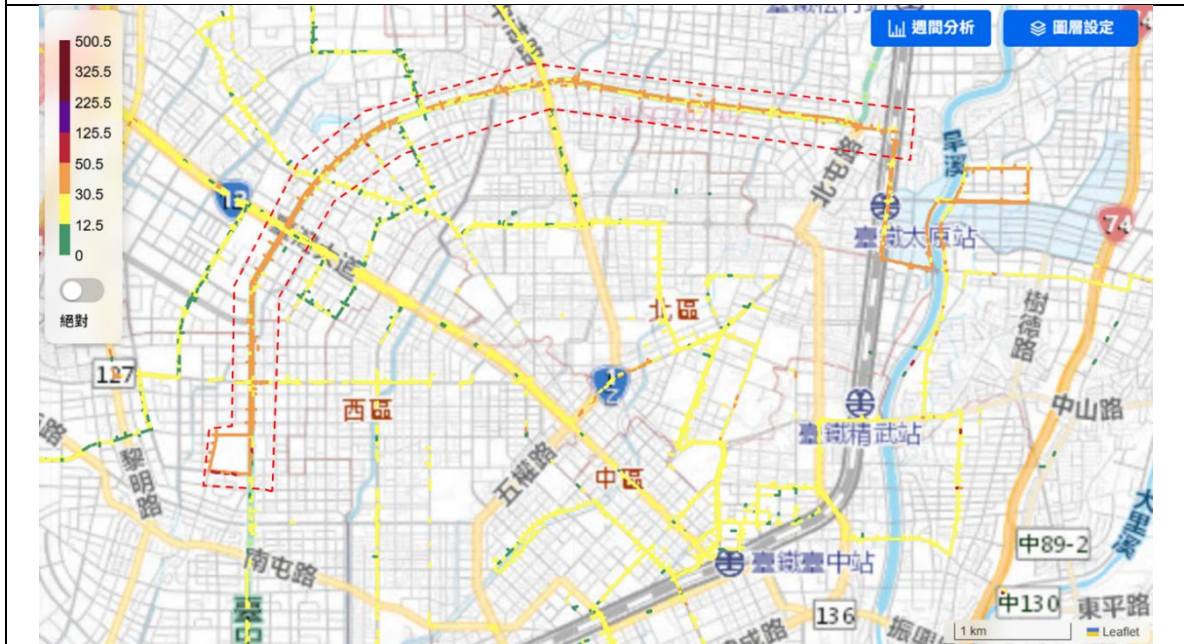 週間分析
圖層設定
500.5
325.5
225.5
125.5
50.5
30.5
12.5
0
絕對
74
北屯路
旱溪
臺鐵太原站
74
12
北區
樹德路
127
西區
中山路
臺鐵精武站
黎明路
五權路
中區
大里溪
中89-2
南屯路
臺鐵臺中站
中130
東平路
136
1 km
Leaflet